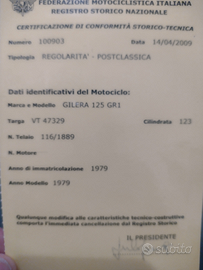 FEDERAZIONE MOTOCICLISTICA ITALIANA
REGISTRO STORICO NAZIONALE
CERTIFICAZIONE DI CONFORMITÀ STORICO-TECNICA
Numero 100903 Data 14/04/2009
Tipologia REGOLARITA' - POSTCLASSICA
Dati identificativi del Motociclo:
Marca e Modello GILERA 125 GR1
Targa VT 47329 Cilindrata 123
N. Telaio 116/1889
N. Motore
Anno di immatricolazione 1979
Anno Modello 1979
Qualunque modifica alle caratteristiche tecnico-costruttive
comporta l'immediata cancellazione dal Registro Storico
IL PRESIDENTE
subito